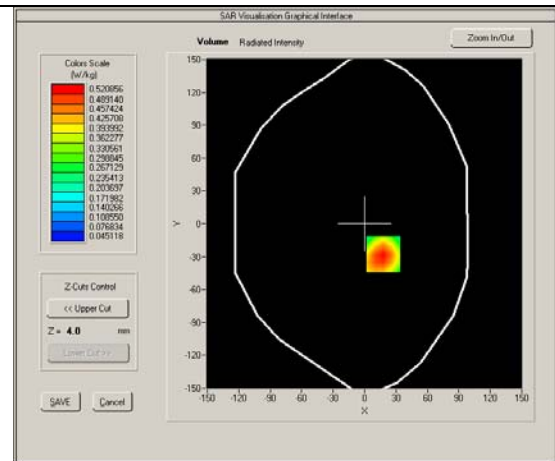 SAR Visualisation Graphical Interface
Volume Radiated Intensity
Zoom In/Out
Colors Scale
(W/kg)
0.520856
0.489140
0.457424
0.425708
0.393992
0.362277
0.330561
0.298845
0.267129
0.235413
0.203697
0.171982
0.140266
0.108550
0.076834
0.045118
Z-Cuts Control
<< Upper Cut
Z = 4.0 mm
Lower Cut >>
SAVE Cancel
150
120
90
60
30
0
-30
-60
-90
-120
-150
Y
-150 -120 -90 -60 -30 0 30 60 90 120 150
X